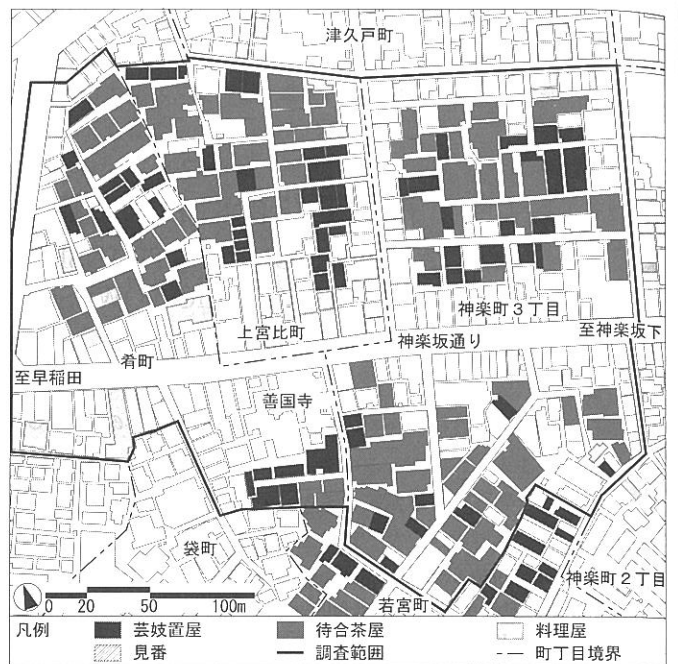 津久戸町
神楽町3丁目
上宮比町
神楽坂通り
至神楽坂下
肴町
至早稲田
善国寺
袋町
神楽町2丁目
若宮町
0 20 50 100m
凡例 芸妓置屋 待合茶屋 料理屋
見番 調査範囲 町丁目境界